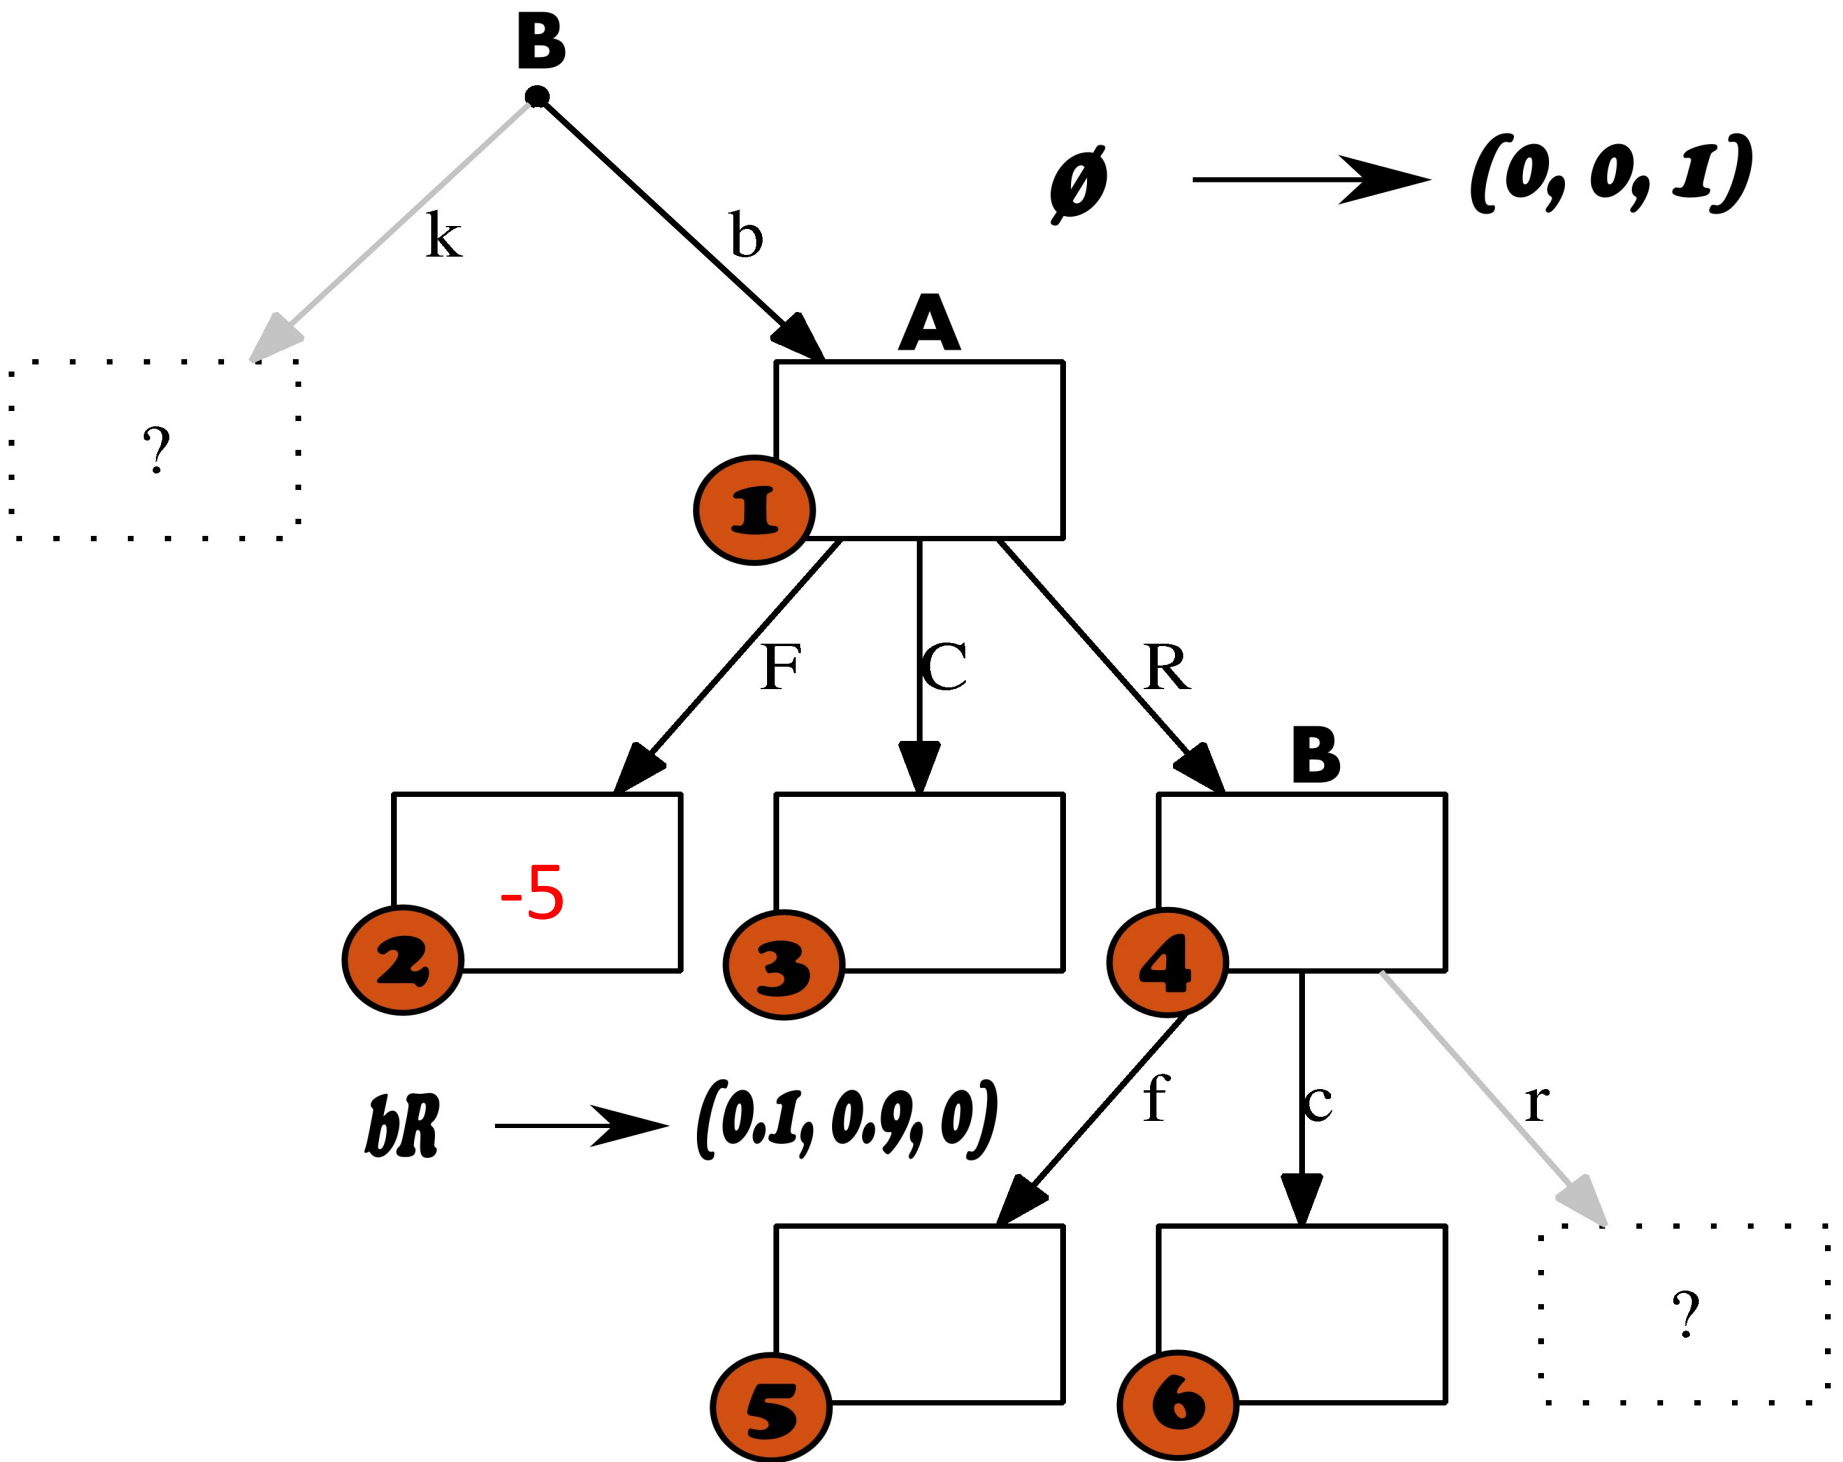 B
Ø (0, 0, 1)
k b
A
?
1
F C R
B
-5
2 3 4
bR (0.1, 0.9, 0)
f c r
?
5 6